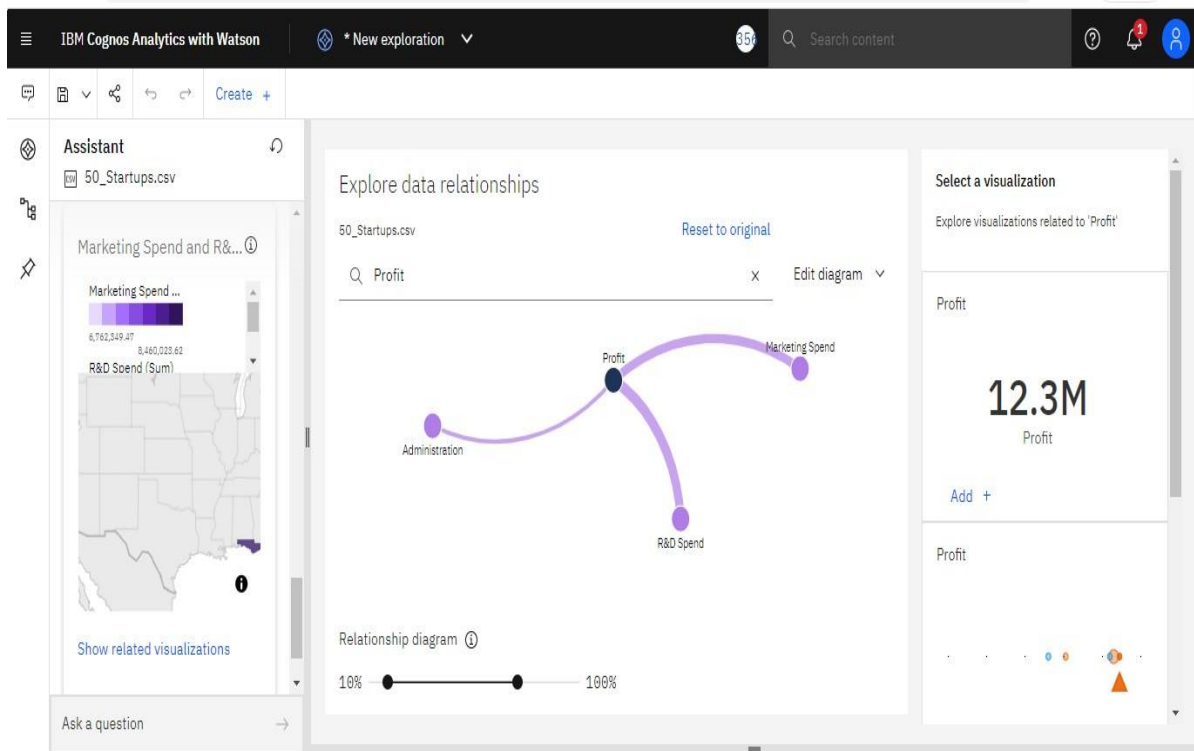 IBM Cognos Analytics with Watson
* New exploration
356
Search content
1
Create +
Assistant
50_Startups.csv
Marketing Spend and R&...
Marketing Spend ...
6,762,349.47
8,460,023.62
R&D Spend (Sum)
Show related visualizations
Ask a question
Explore data relationships
50_Startups.csv
Reset to original
Profit
x
Edit diagram
Profit
Marketing Spend
Administration
R&D Spend
Relationship diagram
10%
100%
Select a visualization
Explore visualizations related to 'Profit'
Profit
12.3M
Profit
Add +
Profit